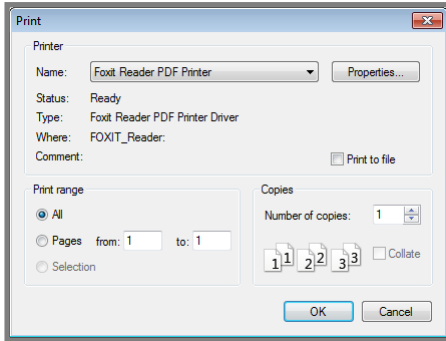 Print
Printer
Name: Foxit Reader PDF Printer Properties...
Status: Ready
Type: Foxit Reader PDF Printer Driver
Where: FOXIT_Reader:
Comment: Print to file
Print range
All
Pages from: 1 to: 1
Selection
Copies
Number of copies: 1
1 1 2 2 3 3 Collate
OK Cancel